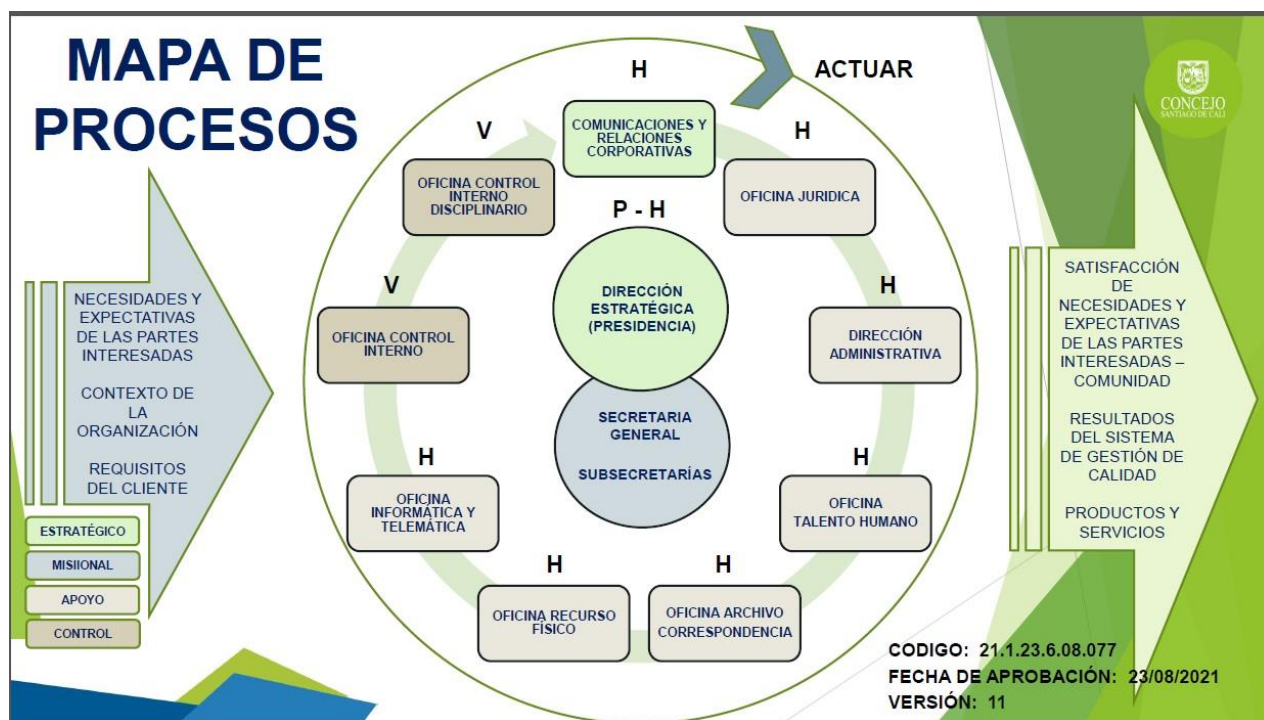 MAPA DE
PROCESOS
NECESIDADES Y
EXPECTATIVAS
DE LAS PARTES
INTERESADAS
CONTEXTO DE
LA
ORGANIZACIÓN
REQUISITOS
DEL CLIENTE
ESTRATÉGICO
MISIIONAL
APOYO
CONTROL
ACTUAR
H
COMUNICACIONES Y
RELACIONES
CORPORATIVAS
H
OFICINA JURIDICA
H
DIRECCIÓN
ADMINISTRATIVA
H
OFICINA
TALENTO HUMANO
H
OFICINA ARCHIVO
CORRESPONDENCIA
H
OFICINA RECURSO
FÍSICO
H
OFICINA
INFORMÁTICA Y
TELEMÁTICA
V
OFICINA CONTROL
INTERNO
V
OFICINA CONTROL
INTERNO
DISCIPLINARIO
P - H
DIRECCIÓN
ESTRATÉGICA
(PRESIDENCIA)
SECRETARIA
GENERAL
SUBSECRETARÍAS
CONCEJO
SANTIAGO DE CALI
SATISFACCIÓN
DE
NECESIDADES Y
EXPECTATIVAS
DE LAS PARTES
INTERESADAS –
COMUNIDAD
RESULTADOS
DEL SISTEMA
DE GESTIÓN DE
CALIDAD
PRODUCTOS Y
SERVICIOS
CODIGO: 21.1.23.6.08.077
FECHA DE APROBACIÓN: 23/08/2021
VERSIÓN: 11